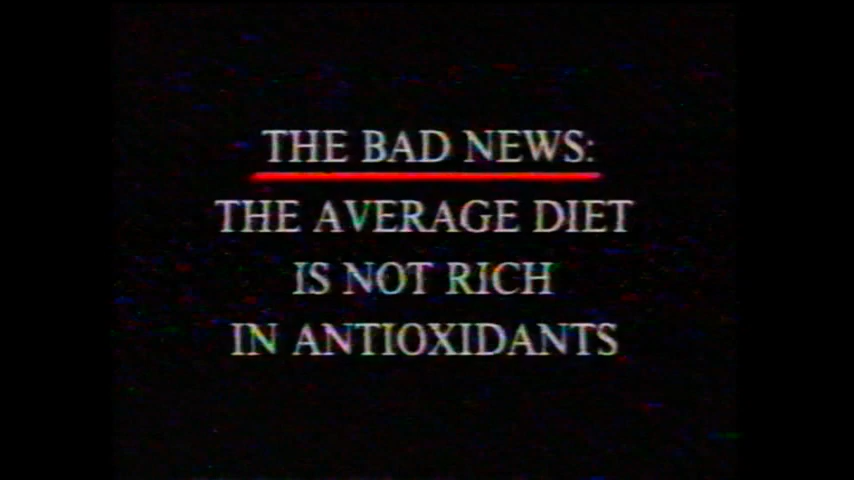 THE BAD NEWS:
THE AVERAGE DIET
IS NOT RICH
IN ANTIOXIDANTS